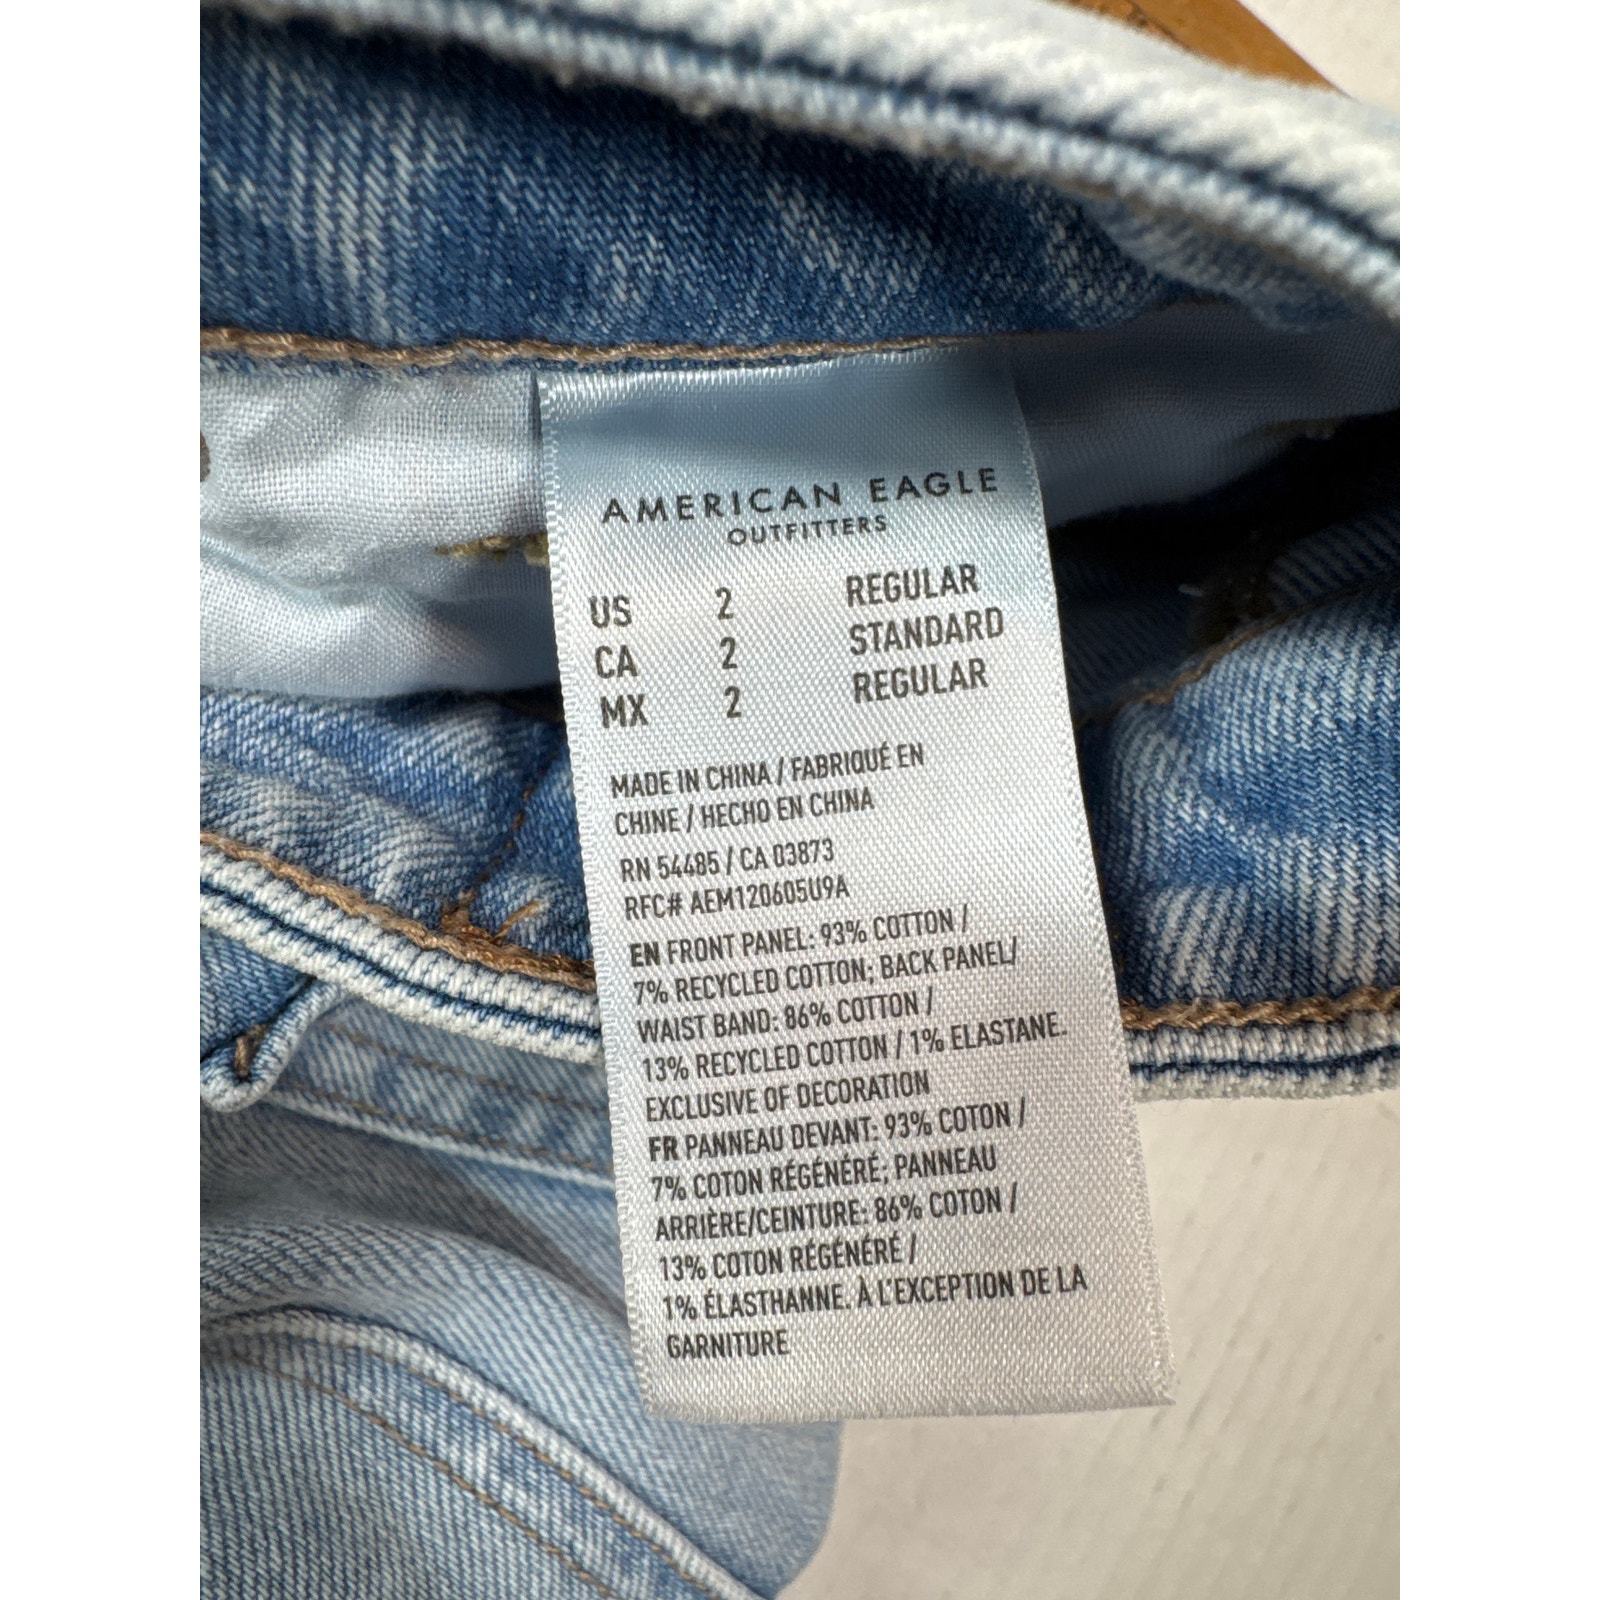 AMERICAN EAGLE
OUTFITTERS
US 2 REGULAR
CA 2 STANDARD
MX 2 REGULAR
MADE IN CHINA / FABRIQUÉ EN
CHINE / HECHO EN CHINA
RN 54485 / CA 03873
RFC# AEM120605U9A
EN FRONT PANEL: 93% COTTON /
7% RECYCLED COTTON; BACK PANEL/
WAIST BAND: 86% COTTON /
13% RECYCLED COTTON / 1% ELASTANE.
EXCLUSIVE OF DECORATION
FR PANNEAU DEVANT: 93% COTON /
7% COTON RÉGÉNÉRÉ; PANNEAU
ARRIÈRE/CEINTURE: 86% COTON /
13% COTON RÉGÉNÉRÉ /
1% ÉLASTHANNE. À L'EXCEPTION DE LA
GARNITURE